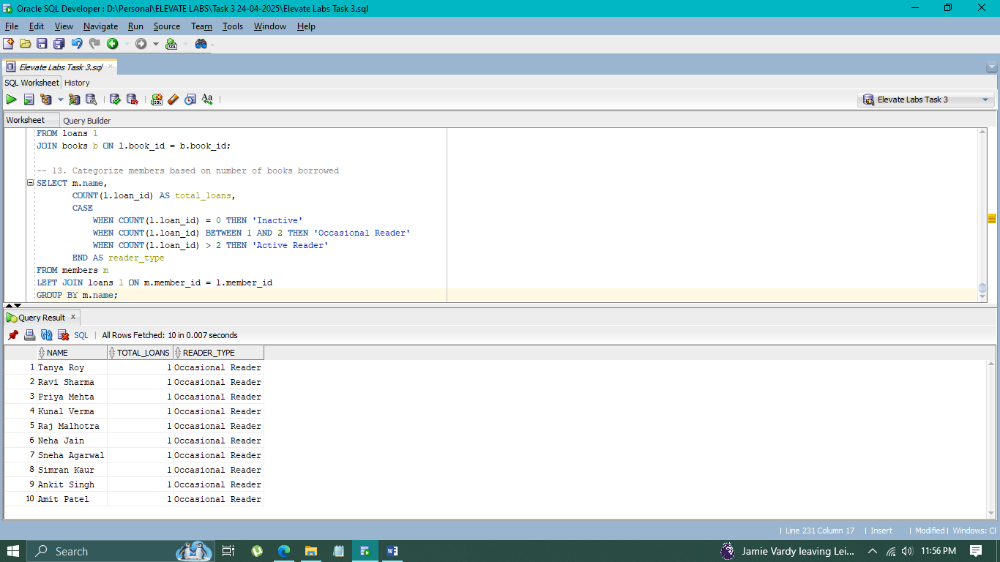 Oracle SQL Developer : D:\Personal\ELEVATE LABS\Task 3 24-04-2025\Elevate Labs Task 3.sql
File Edit View Navigate Run Source Team Tools Window Help
Elevate Labs Task 3.sql
SQL Worksheet History
Elevate Labs Task 3
Worksheet Query Builder
FROM loans l
JOIN books b ON l.book_id = b.book_id;
-- 13. Categorize members based on number of books borrowed
SELECT m.name,
COUNT(l.loan_id) AS total_loans,
CASE
WHEN COUNT(l.loan_id) = 0 THEN 'Inactive'
WHEN COUNT(l.loan_id) BETWEEN 1 AND 2 THEN 'Occasional Reader'
WHEN COUNT(l.loan_id) > 2 THEN 'Active Reader'
END AS reader_type
FROM members m
LEFT JOIN loans l ON m.member_id = l.member_id
GROUP BY m.name;
Query Result x
SQL | All Rows Fetched: 10 in 0.007 seconds
NAME TOTAL_LOANS READER_TYPE
1 Tanya Roy 1 Occasional Reader
2 Ravi Sharma 1 Occasional Reader
3 Priya Mehta 1 Occasional Reader
4 Kunal Verma 1 Occasional Reader
5 Raj Malhotra 1 Occasional Reader
6 Neha Jain 1 Occasional Reader
7 Sneha Agarwal 1 Occasional Reader
8 Simran Kaur 1 Occasional Reader
9 Ankit Singh 1 Occasional Reader
10 Amit Patel 1 Occasional Reader
| Line 231 Column 17 | Insert | Modified | Windows: CF
Search Jamie Vardy leaving Lei... 11:56 PM